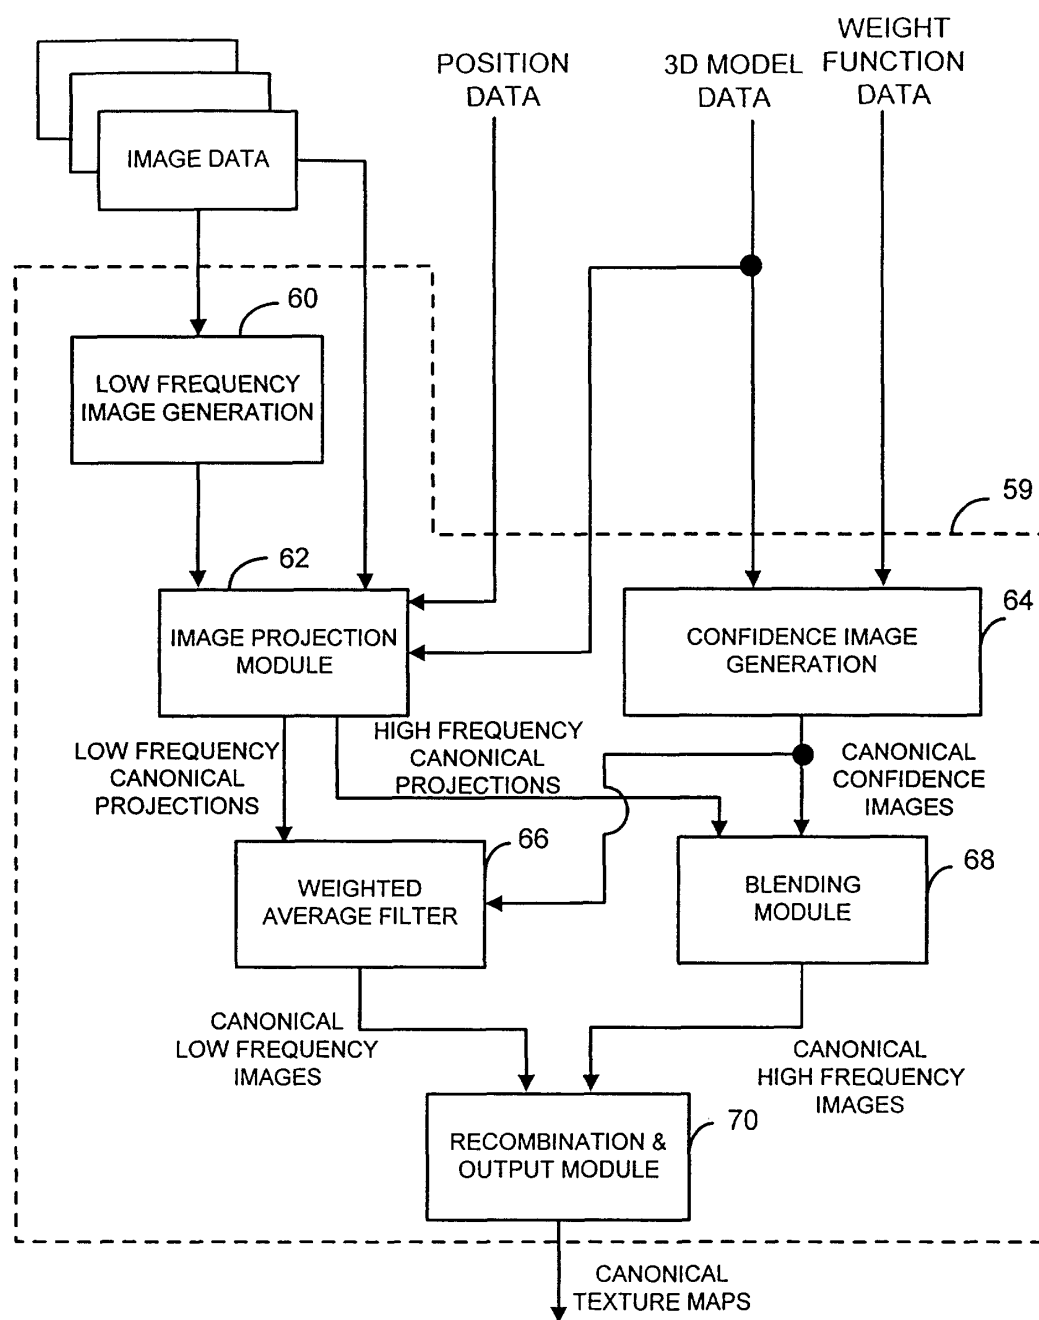 POSITION
DATA
3D MODEL
DATA
WEIGHT
FUNCTION
DATA
IMAGE DATA
60
LOW FREQUENCY
IMAGE GENERATION
59
62
IMAGE PROJECTION
MODULE
64
CONFIDENCE IMAGE
GENERATION
LOW FREQUENCY
CANONICAL
PROJECTIONS
HIGH FREQUENCY
CANONICAL
PROJECTIONS
CANONICAL
CONFIDENCE
IMAGES
66
WEIGHTED
AVERAGE FILTER
68
BLENDING
MODULE
CANONICAL
LOW FREQUENCY
IMAGES
CANONICAL
HIGH FREQUENCY
IMAGES
70
RECOMBINATION &
OUTPUT MODULE
CANONICAL
TEXTURE MAPS